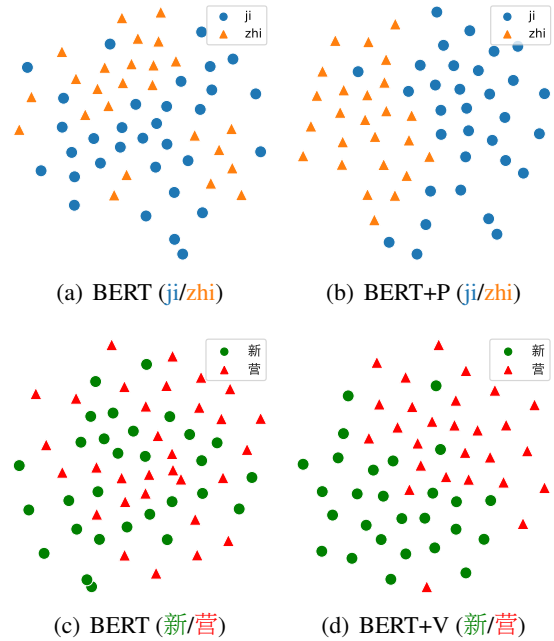 ji
zhi
ji
zhi
(a) BERT (ji/zhi)
(b) BERT+P (ji/zhi)
新
营
新
营
(c) BERT (新/营)
(d) BERT+V (新/营)